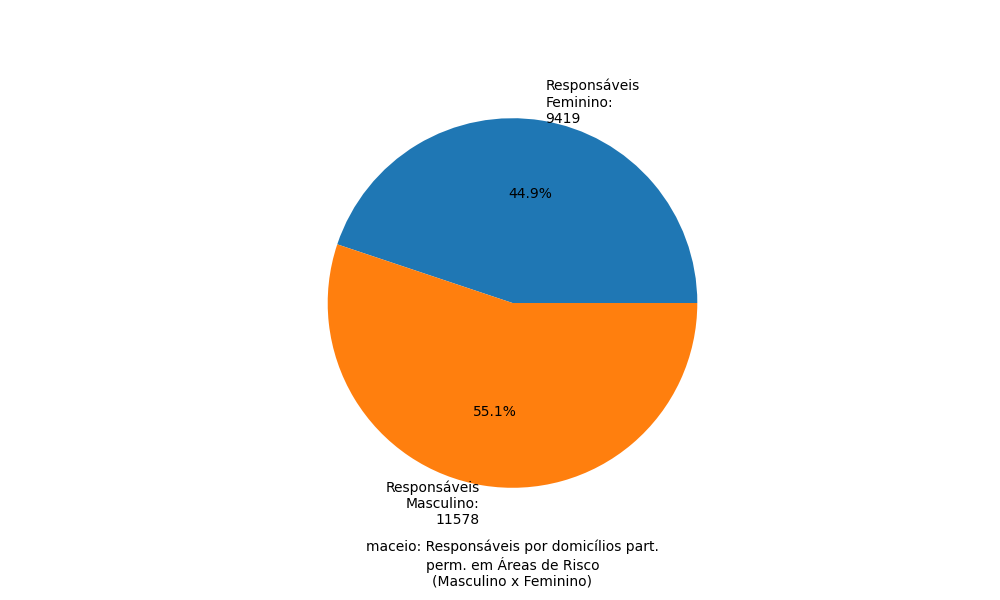 Responsáveis
Feminino:
9419
44.9%
55.1%
Responsáveis
Masculino:
11578
maceio: Responsáveis por domicílios part.
perm. em Áreas de Risco
(Masculino x Feminino)